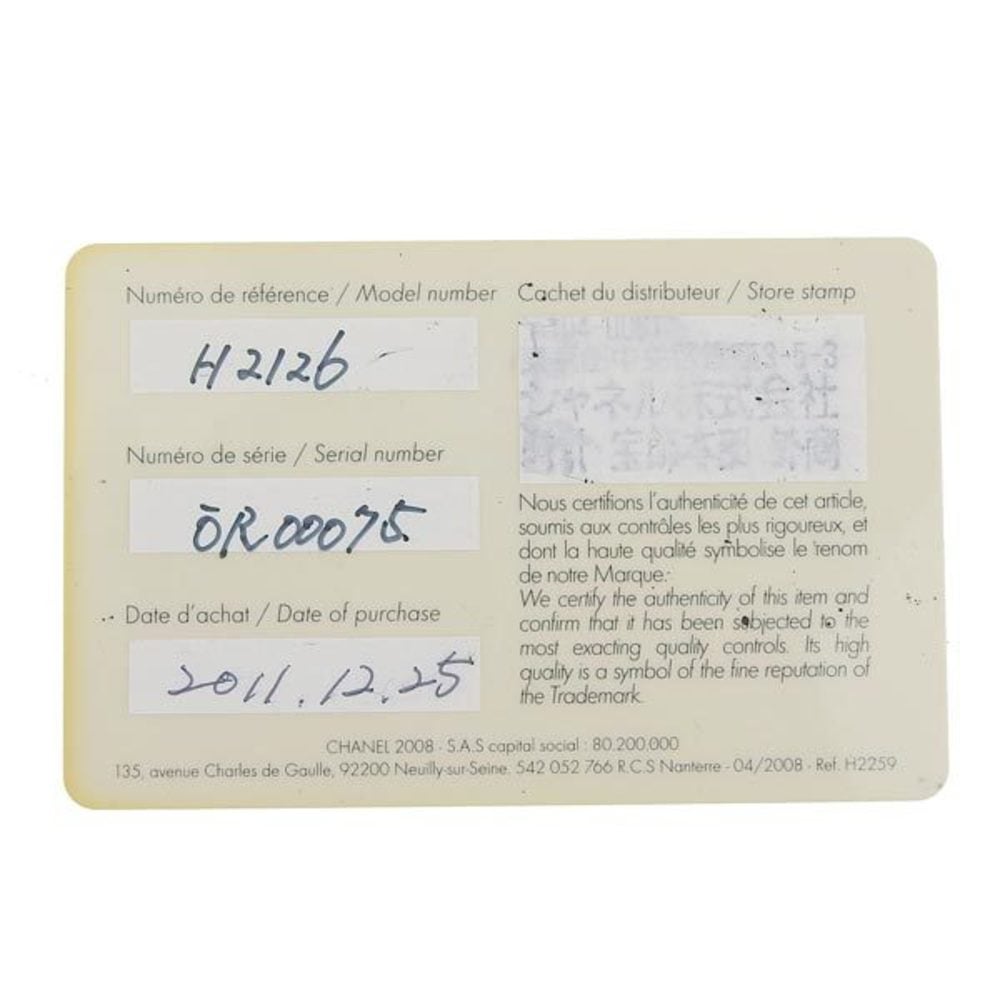 Numéro de référence / Model number
H2126
Numéro de série / Serial number
ŌR00075
Date d'achat / Date of purchase
2011.12.25
Cachet du distributeur / Store stamp
Nous certifions l'authenticité de cet article,
soumis aux contrôles les plus rigoureux, et
dont la haute qualité symbolise le renom
de notre Marque.
We certify the authenticity of this item and
confirm that it has been subjected to the
most exacting quality controls. Its high
quality is a symbol of the fine reputation of
the Trademark.
CHANEL 2008 - S.A.S capital social : 80.200.000
135, avenue Charles de Gaulle, 92200 Neuilly-sur-Seine. 542 052 766 R.C.S Nanterre - 04/2008 - Ref. H2259